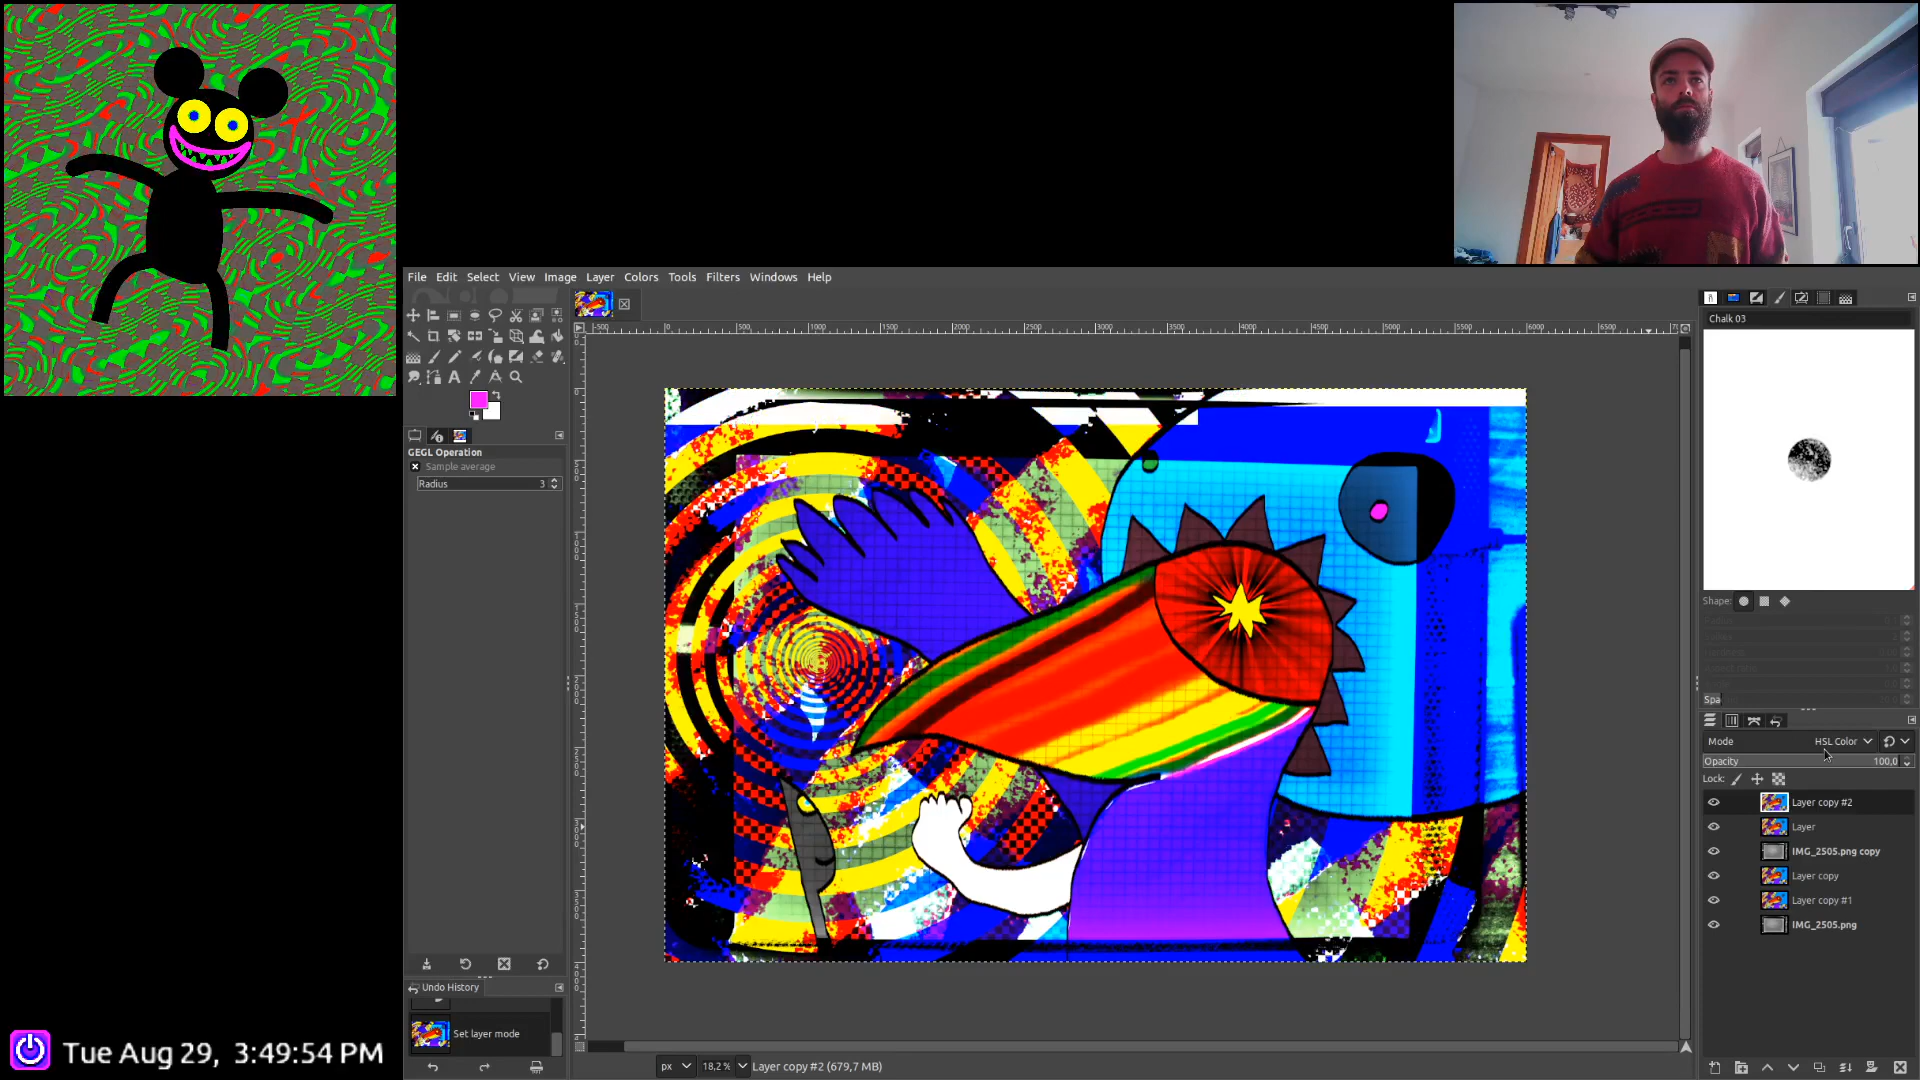 File Edit Select View Image Layer Colors Tools Filters Windows Help
Chalk 03
GEGL Operation
Sample average
Radius 3
Shape:
Spa
Mode HSL Color
Opacity 100,0
Lock:
Layer copy #2
Layer
IMG_2505.png copy
Layer copy
Layer copy #1
IMG_2505.png
Undo History
Set layer mode
px 18,2% Layer copy #2 (679,7 MB)
Tue Aug 29, 3:49:54 PM